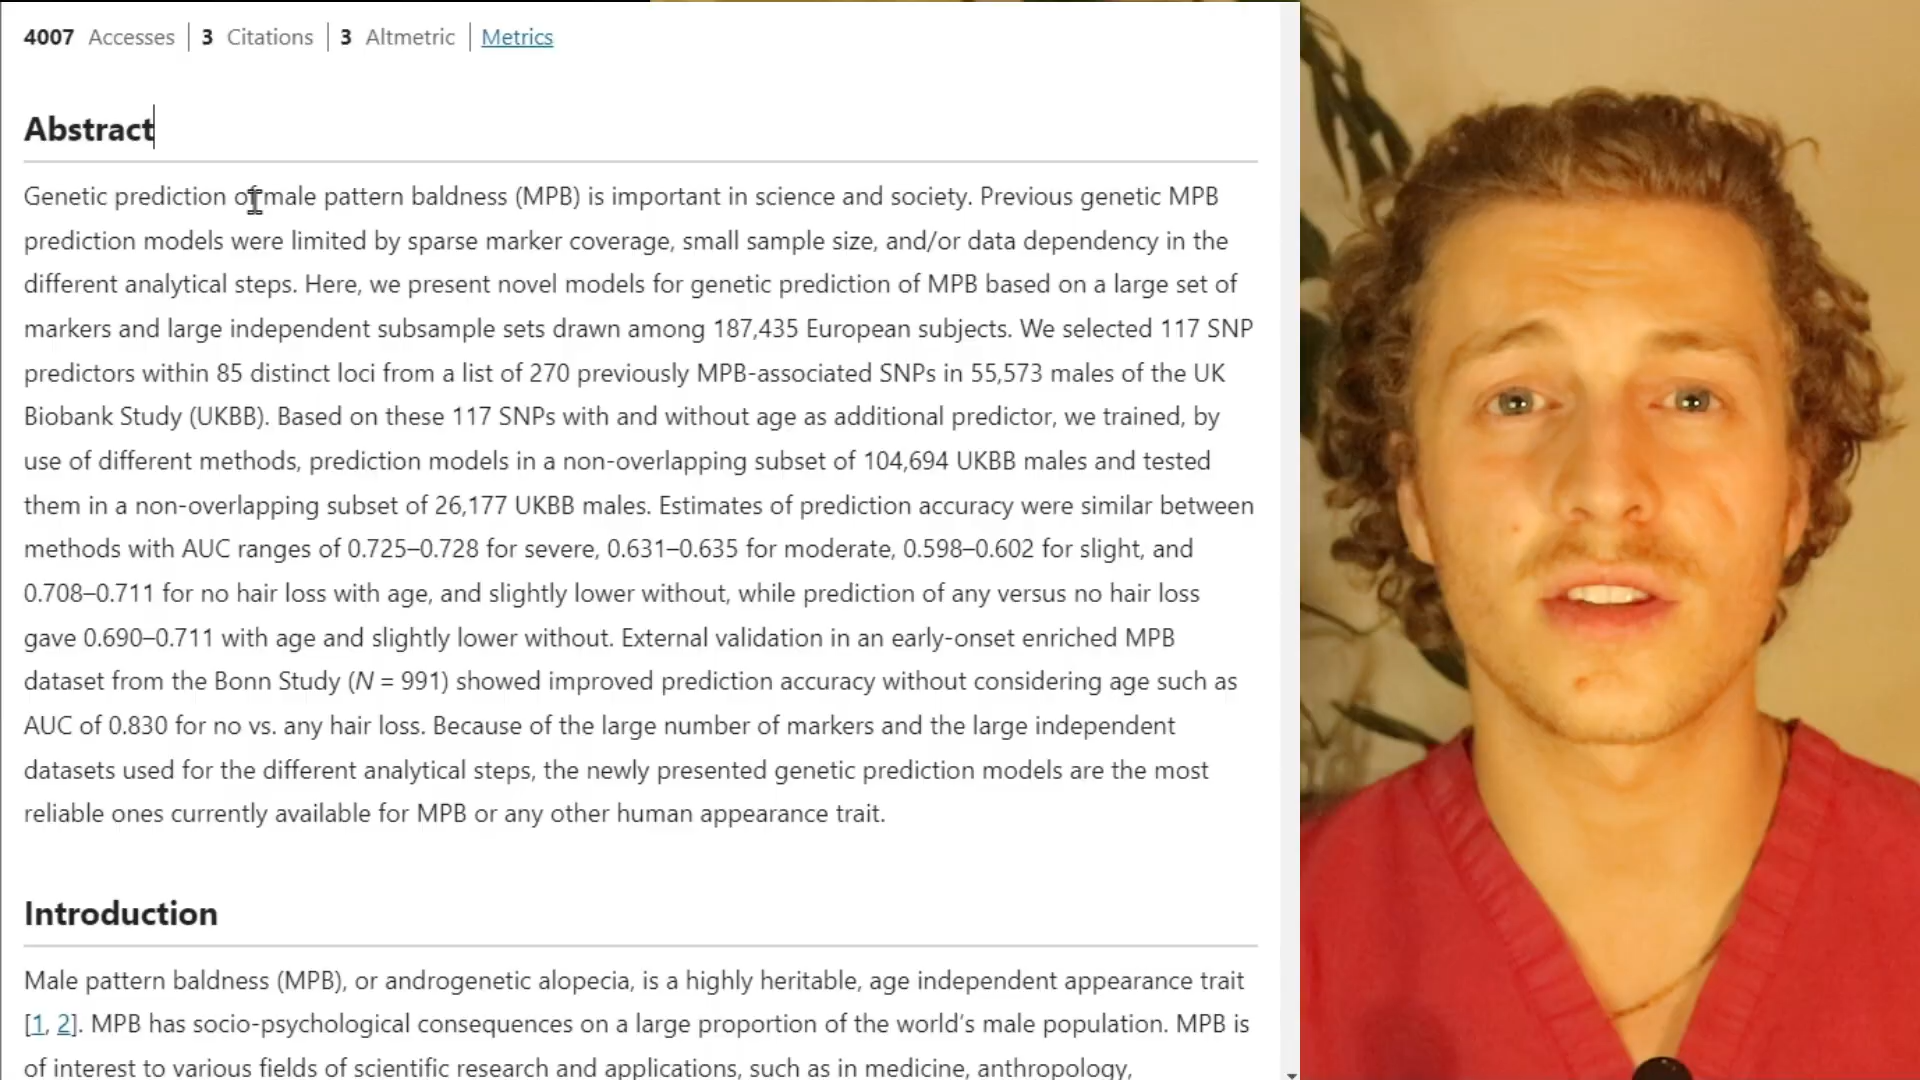 4007 Accesses | 3 Citations | 3 Altmetric | Metrics
Abstract
Genetic prediction of male pattern baldness (MPB) is important in science and society. Previous genetic MPB
prediction models were limited by sparse marker coverage, small sample size, and/or data dependency in the
different analytical steps. Here, we present novel models for genetic prediction of MPB based on a large set of
markers and large independent subsample sets drawn among 187,435 European subjects. We selected 117 SNP
predictors within 85 distinct loci from a list of 270 previously MPB-associated SNPs in 55,573 males of the UK
Biobank Study (UKBB). Based on these 117 SNPs with and without age as additional predictor, we trained, by
use of different methods, prediction models in a non-overlapping subset of 104,694 UKBB males and tested
them in a non-overlapping subset of 26,177 UKBB males. Estimates of prediction accuracy were similar between
methods with AUC ranges of 0.725–0.728 for severe, 0.631–0.635 for moderate, 0.598–0.602 for slight, and
0.708–0.711 for no hair loss with age, and slightly lower without, while prediction of any versus no hair loss
gave 0.690–0.711 with age and slightly lower without. External validation in an early-onset enriched MPB
dataset from the Bonn Study (N = 991) showed improved prediction accuracy without considering age such as
AUC of 0.830 for no vs. any hair loss. Because of the large number of markers and the large independent
datasets used for the different analytical steps, the newly presented genetic prediction models are the most
reliable ones currently available for MPB or any other human appearance trait.
Introduction
Male pattern baldness (MPB), or androgenetic alopecia, is a highly heritable, age independent appearance trait
[1, 2]. MPB has socio-psychological consequences on a large proportion of the world's male population. MPB is
of interest to various fields of scientific research and applications, such as in medicine, anthropology,